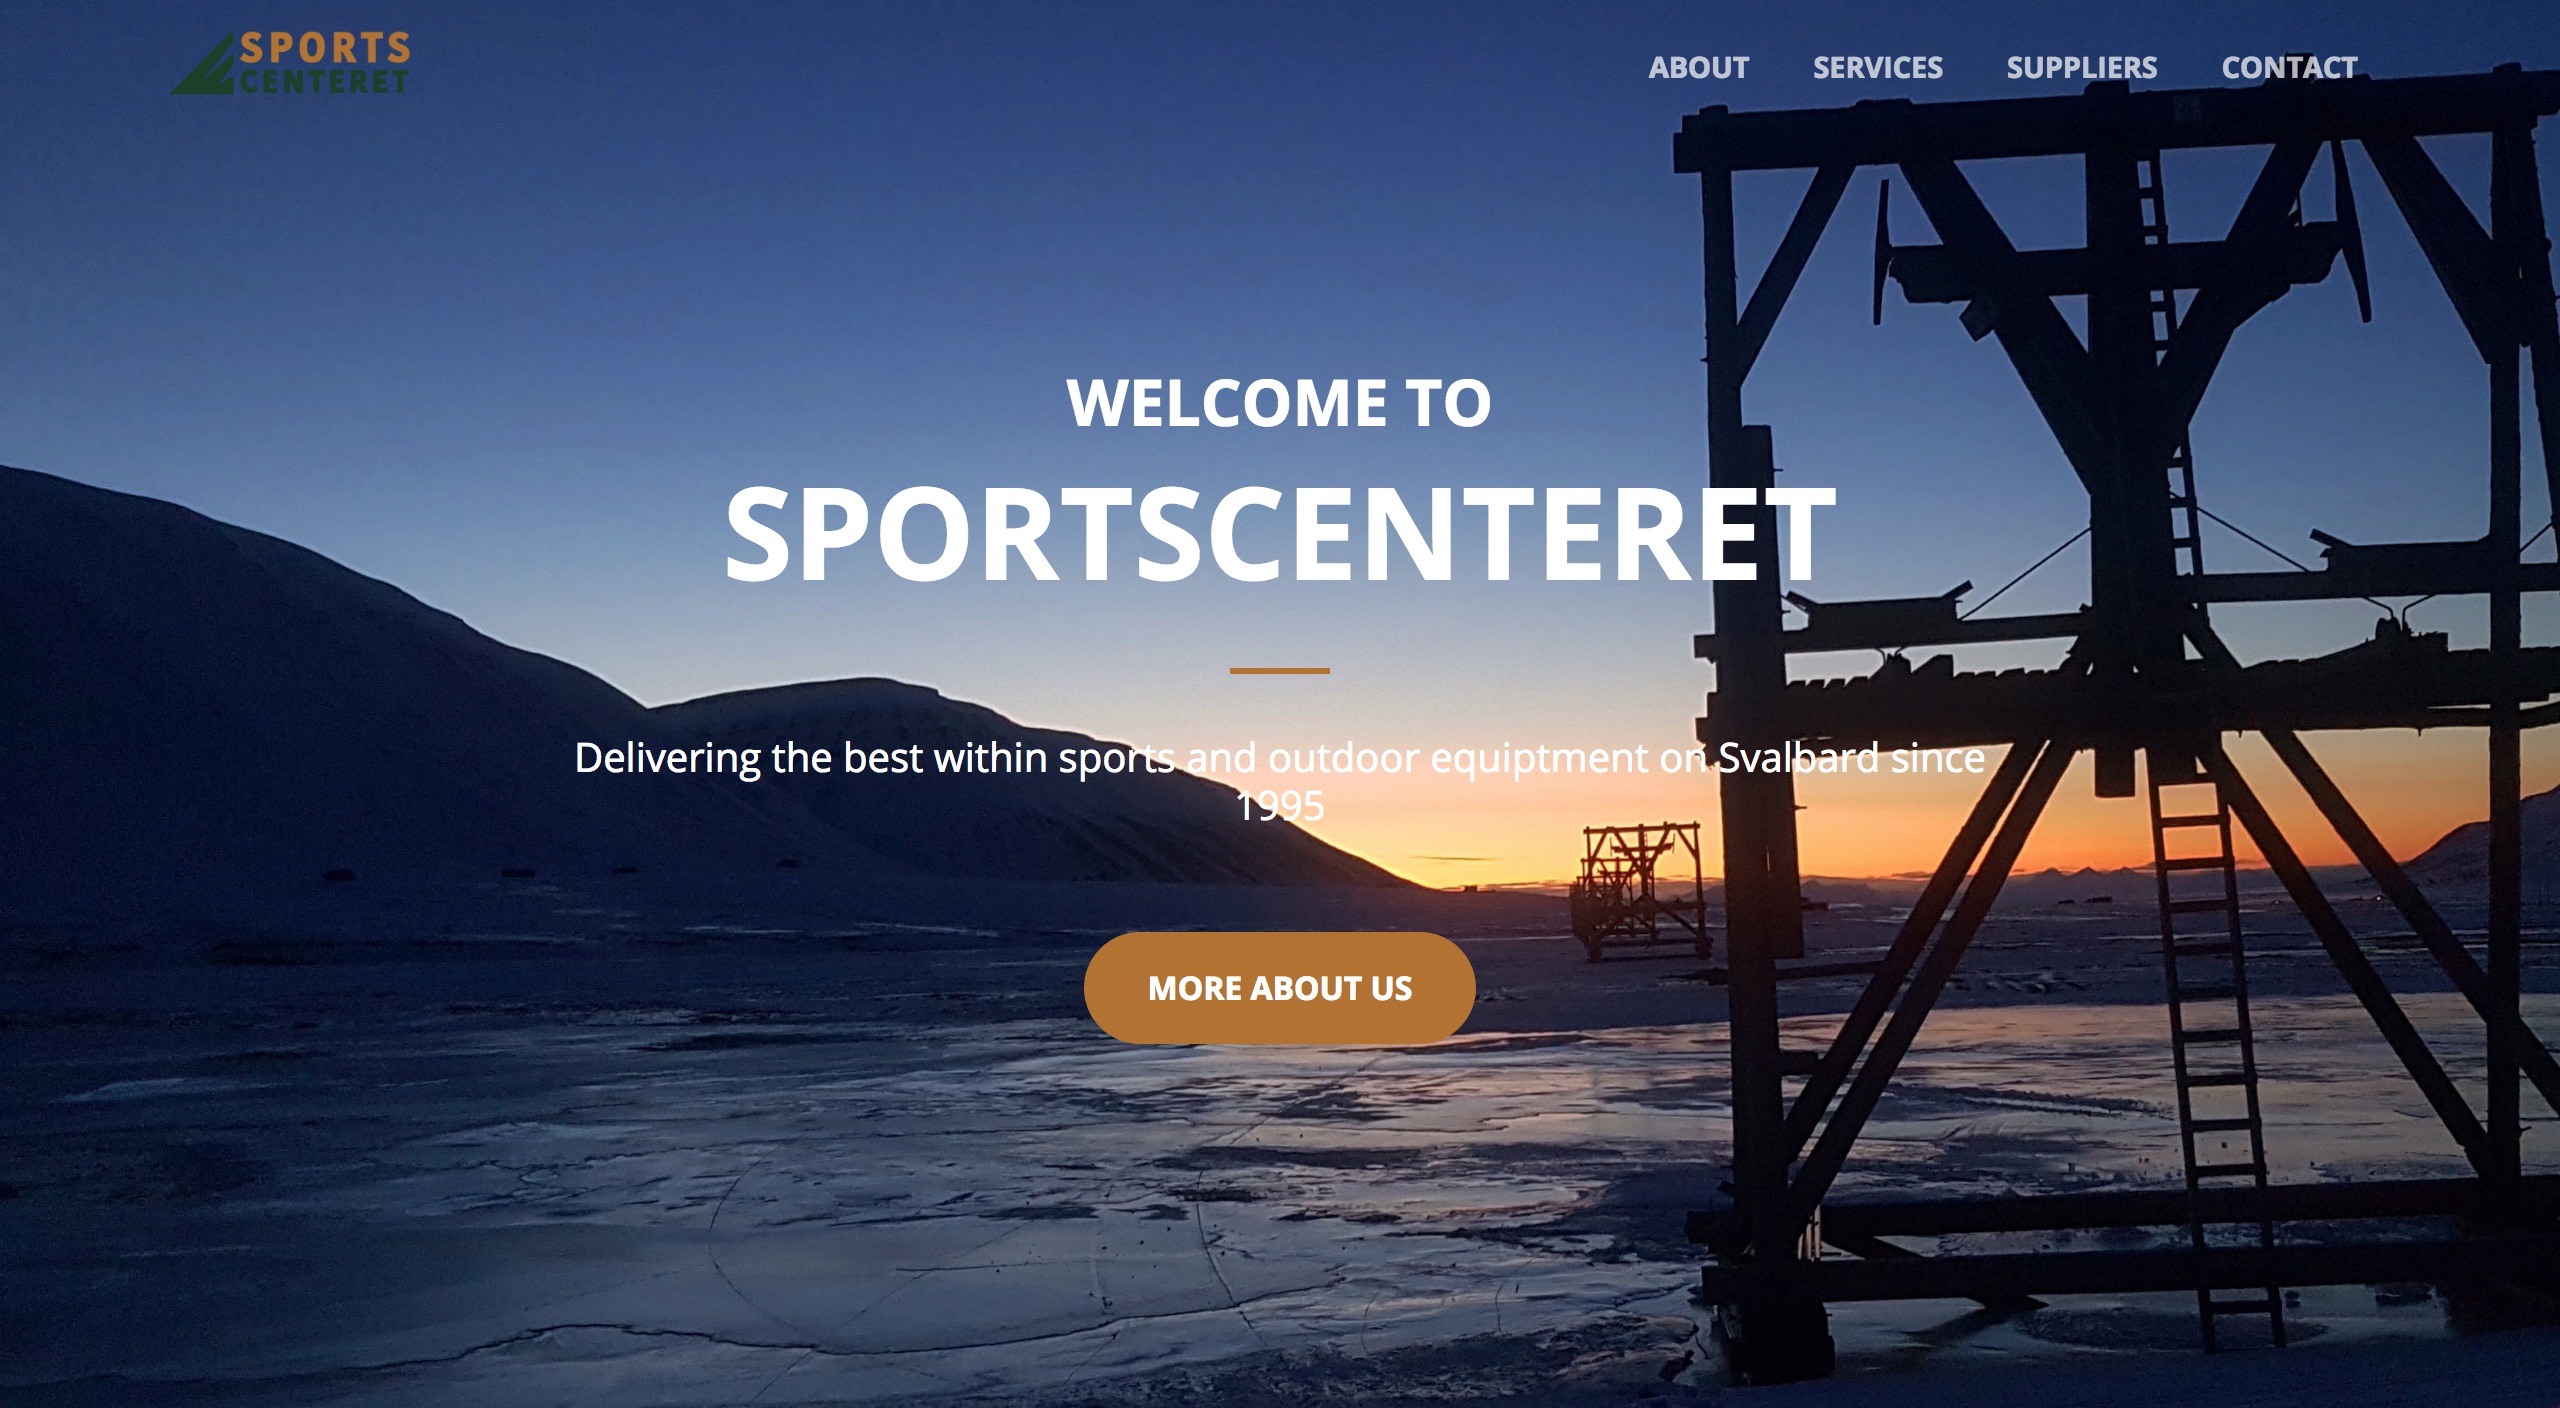 SPORTS
CENTERET
ABOUT SERVICES SUPPLIERS CONTACT
WELCOME TO
SPORTSCENTERET
Delivering the best within sports and outdoor equiptment on Svalbard since
1995
MORE ABOUT US